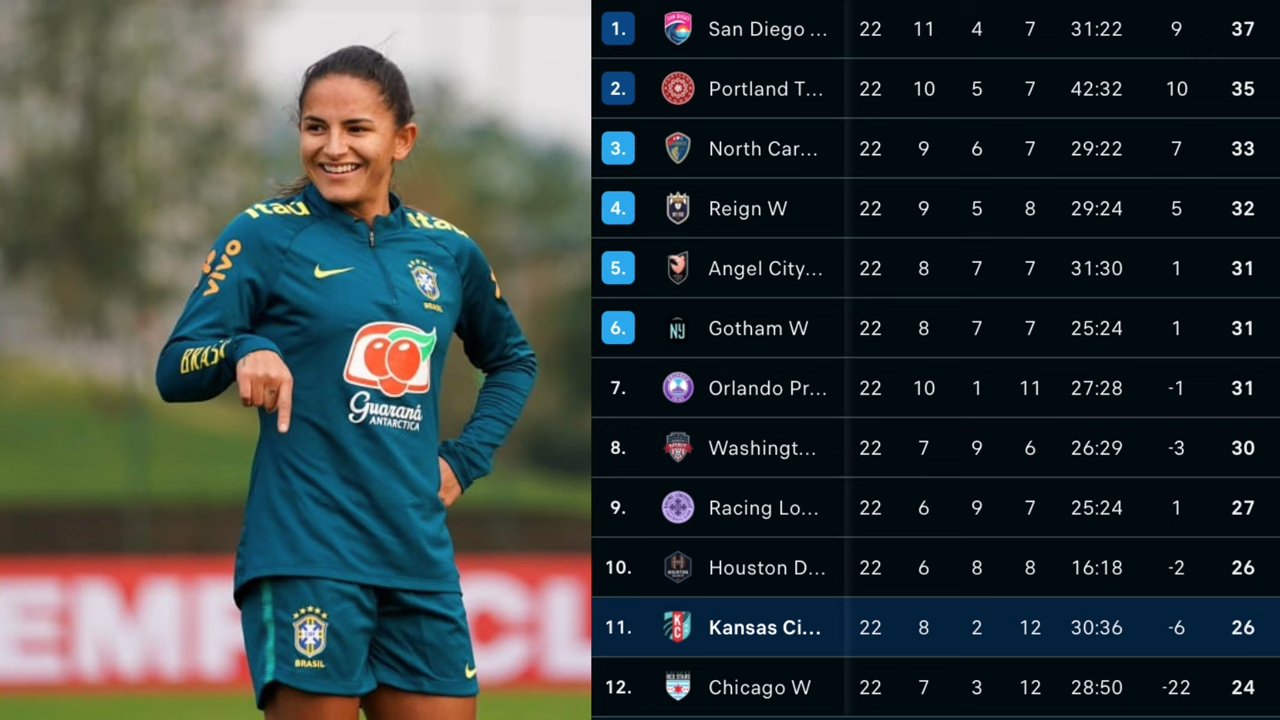 Itaú
Itaú
VIVO
BRASIL
BRASI
Guaraná
ANTARCTICA
BRASIL
EMP CL
1. San Diego ... 22 11 4 7 31:22 9 37
2. Portland T... 22 10 5 7 42:32 10 35
3. North Car... 22 9 6 7 29:22 7 33
4. Reign W 22 9 5 8 29:24 5 32
5. Angel City... 22 8 7 7 31:30 1 31
6. NY Gotham W 22 8 7 7 25:24 1 31
7. Orlando Pr... 22 10 1 11 27:28 -1 31
8. Washingt... 22 7 9 6 26:29 -3 30
9. Racing Lo... 22 6 9 7 25:24 1 27
10. Houston D... 22 6 8 8 16:18 -2 26
11. KC Kansas Ci... 22 8 2 12 30:36 -6 26
12. Chicago W 22 7 3 12 28:50 -22 24